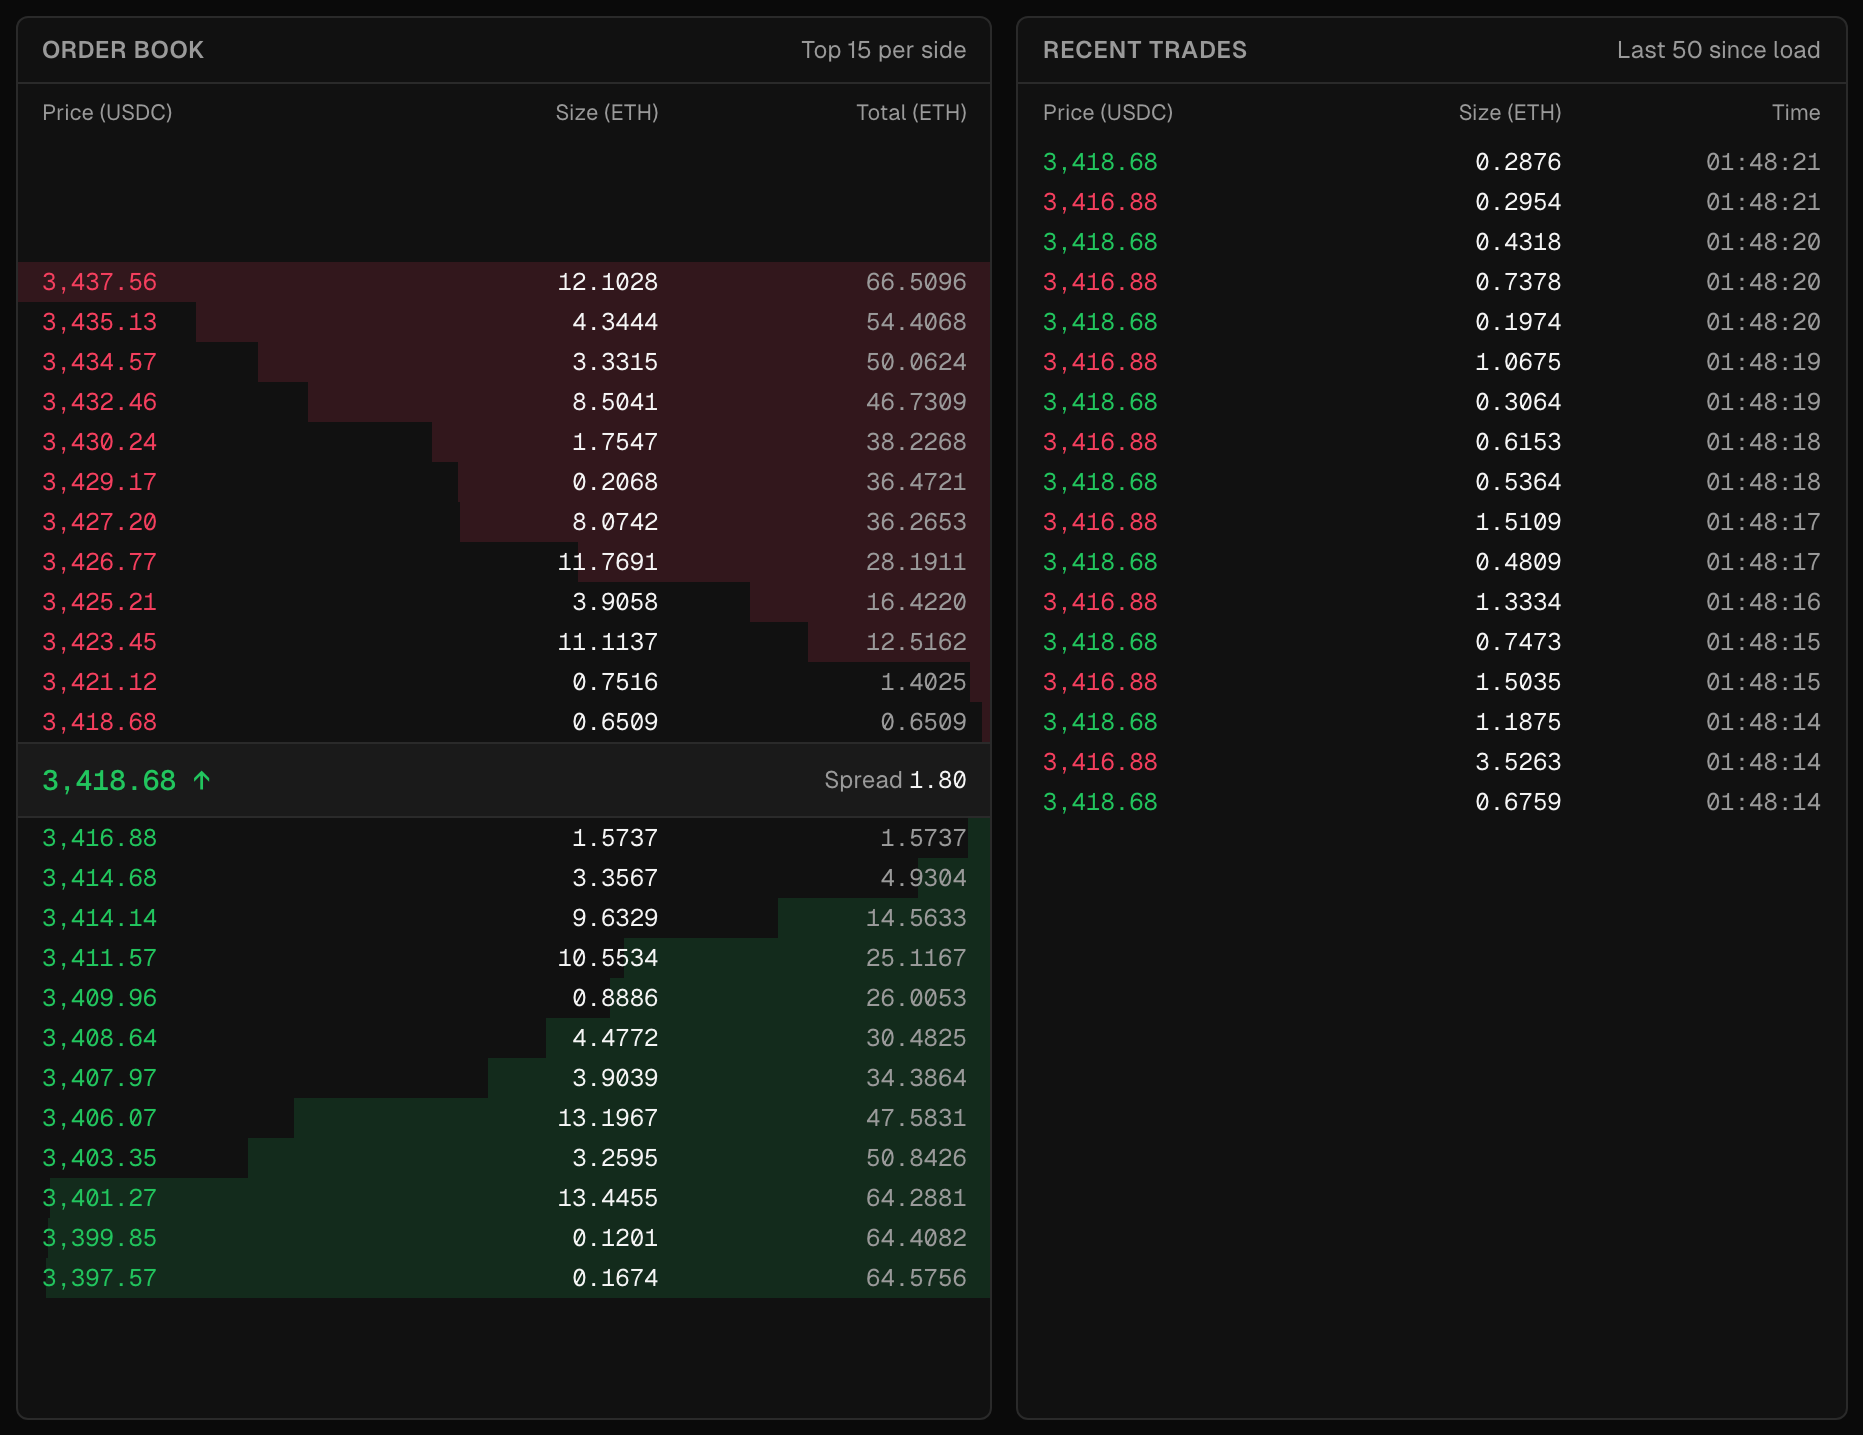 ORDER BOOK Top 15 per side
Price (USDC) Size (ETH) Total (ETH)
3,437.56 12.1028 66.5096
3,435.13 4.3444 54.4068
3,434.57 3.3315 50.0624
3,432.46 8.5041 46.7309
3,430.24 1.7547 38.2268
3,429.17 0.2068 36.4721
3,427.20 8.0742 36.2653
3,426.77 11.7691 28.1911
3,425.21 3.9058 16.4220
3,423.45 11.1137 12.5162
3,421.12 0.7516 1.4025
3,418.68 0.6509 0.6509
3,418.68 ↑ Spread 1.80
3,416.88 1.5737 1.5737
3,414.68 3.3567 4.9304
3,414.14 9.6329 14.5633
3,411.57 10.5534 25.1167
3,409.96 0.8886 26.0053
3,408.64 4.4772 30.4825
3,407.97 3.9039 34.3864
3,406.07 13.1967 47.5831
3,403.35 3.2595 50.8426
3,401.27 13.4455 64.2881
3,399.85 0.1201 64.4082
3,397.57 0.1674 64.5756
RECENT TRADES Last 50 since load
Price (USDC) Size (ETH) Time
3,418.68 0.2876 01:48:21
3,416.88 0.2954 01:48:21
3,418.68 0.4318 01:48:20
3,416.88 0.7378 01:48:20
3,418.68 0.1974 01:48:20
3,416.88 1.0675 01:48:19
3,418.68 0.3064 01:48:19
3,416.88 0.6153 01:48:18
3,418.68 0.5364 01:48:18
3,416.88 1.5109 01:48:17
3,418.68 0.4809 01:48:17
3,416.88 1.3334 01:48:16
3,418.68 0.7473 01:48:15
3,416.88 1.5035 01:48:15
3,418.68 1.1875 01:48:14
3,416.88 3.5263 01:48:14
3,418.68 0.6759 01:48:14